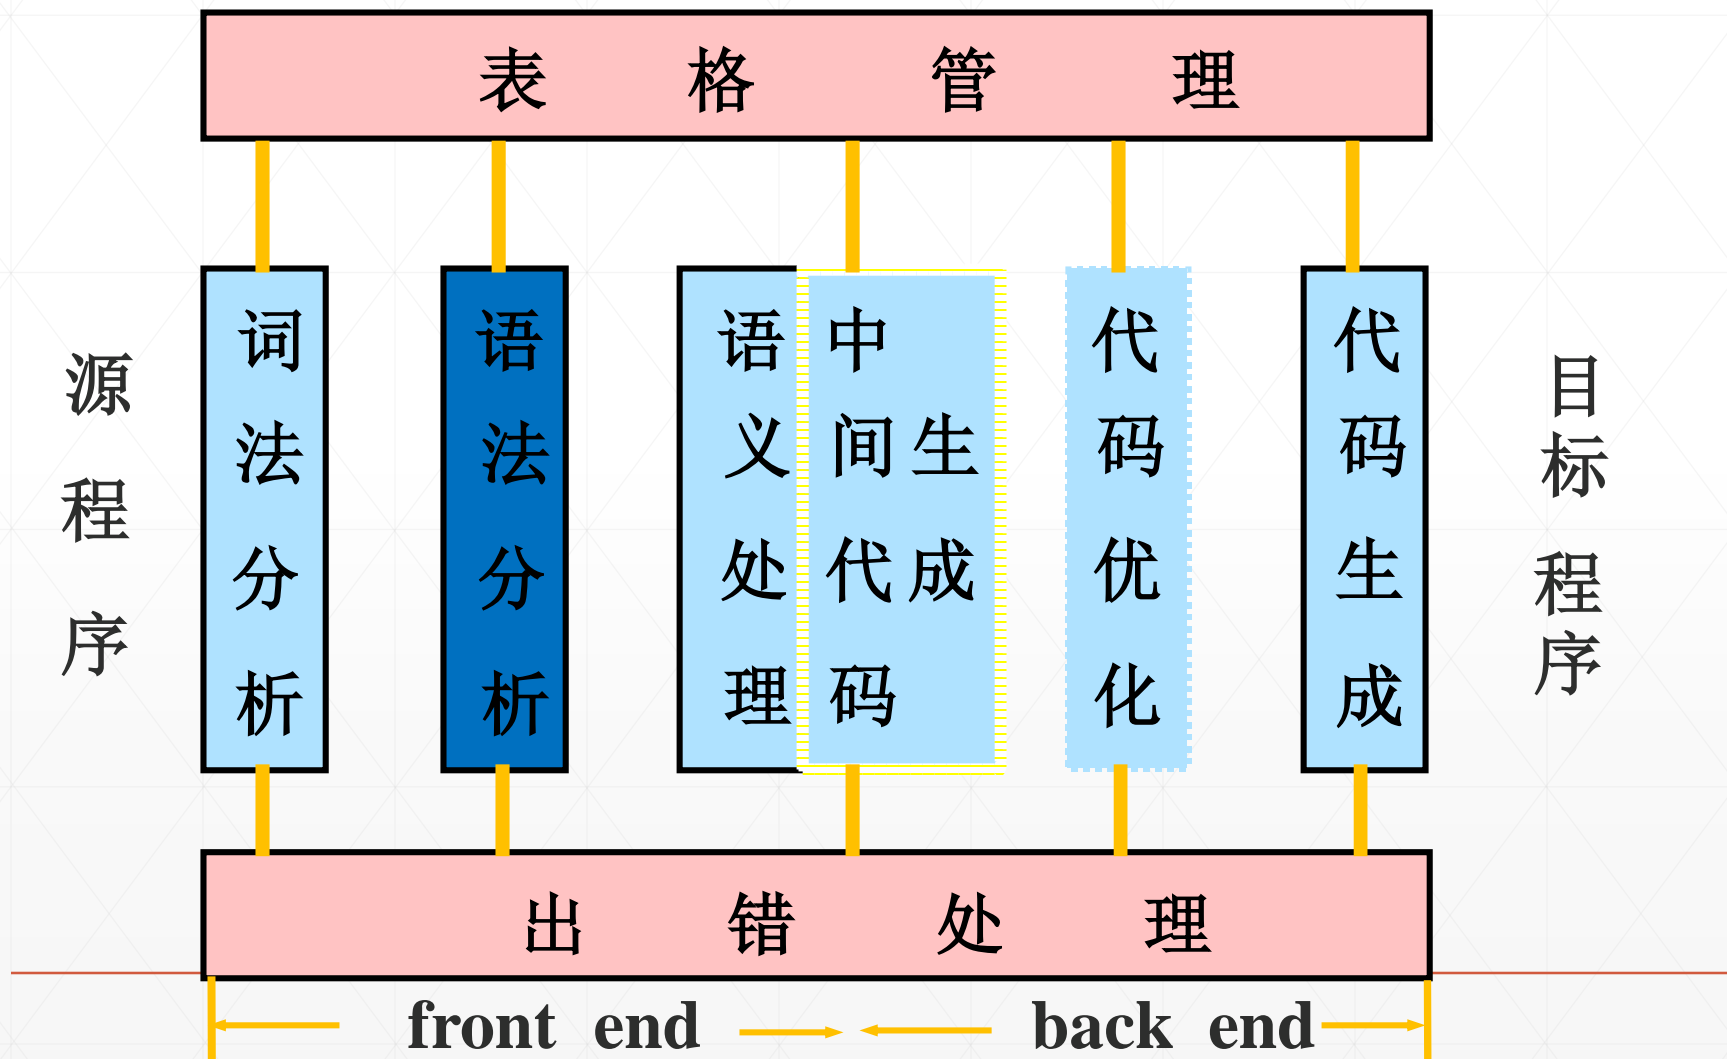 表格管理
源程序
词法分析
语法分析
语义处理
中间代码
生成
代码优化
代码生成
目标程序
出错处理
front end
back end